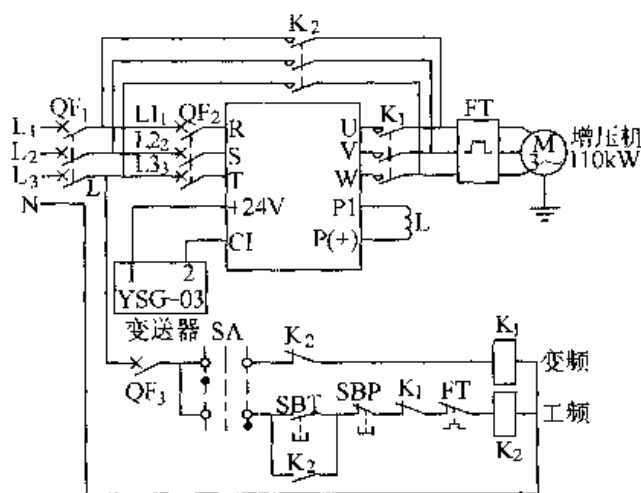 K₂
QF₁ L1₁ QF₂ R U K₁ FT
L₁
L₂ L2₂ S V M 增压机
3~ 110kW
L₃ L L3₃ T W
N +24V P1
CI P(+) L
1 2
YSG-03
变送器 SA K₂ K₁ 变频
QF₃ SBT SBP K₁ FT 工频
K₂ K₂